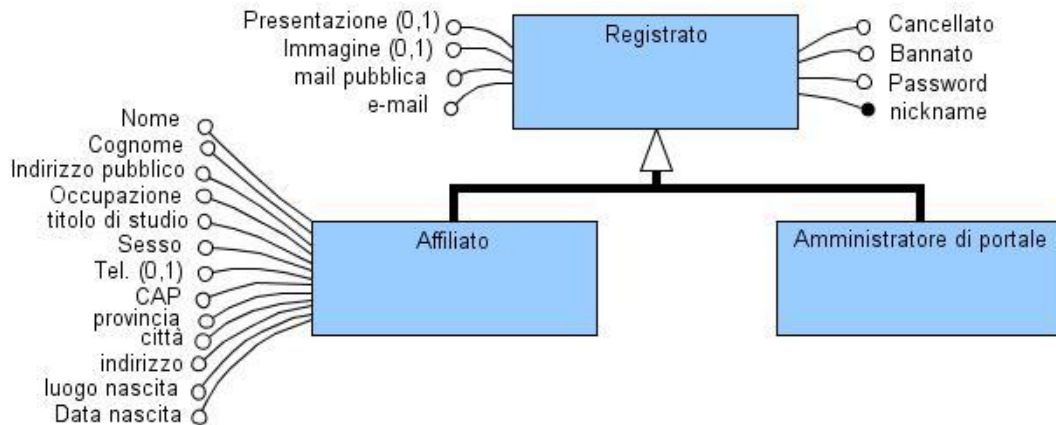 Presentazione (0,1)
Immagine (0,1)
mail pubblica
e-mail
Registrato
Cancellato
Bannato
Password
nickname
Nome
Cognome
Indirizzo pubblico
Occupazione
titolo di studio
Sesso
Tel. (0,1)
CAP
provincia
città
indirizzo
luogo nascita
Data nascita
Affiliato
Amministratore di portale